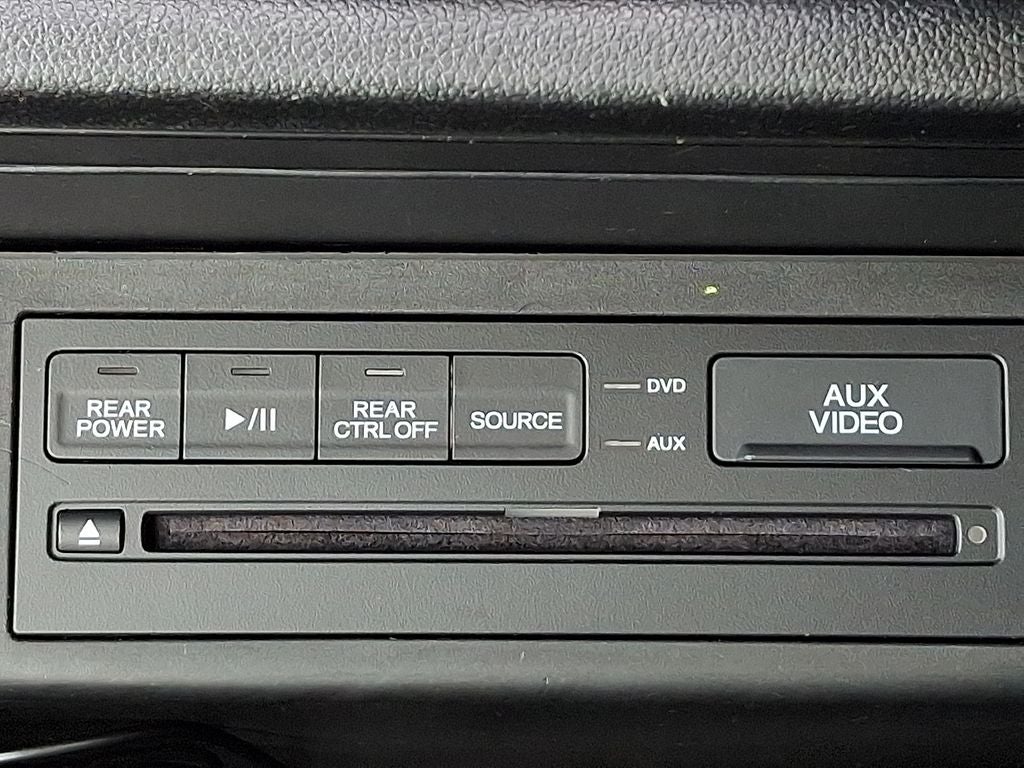 REAR
POWER
▶/II
REAR
CTRL OFF
SOURCE
DVD
AUX
AUX
VIDEO